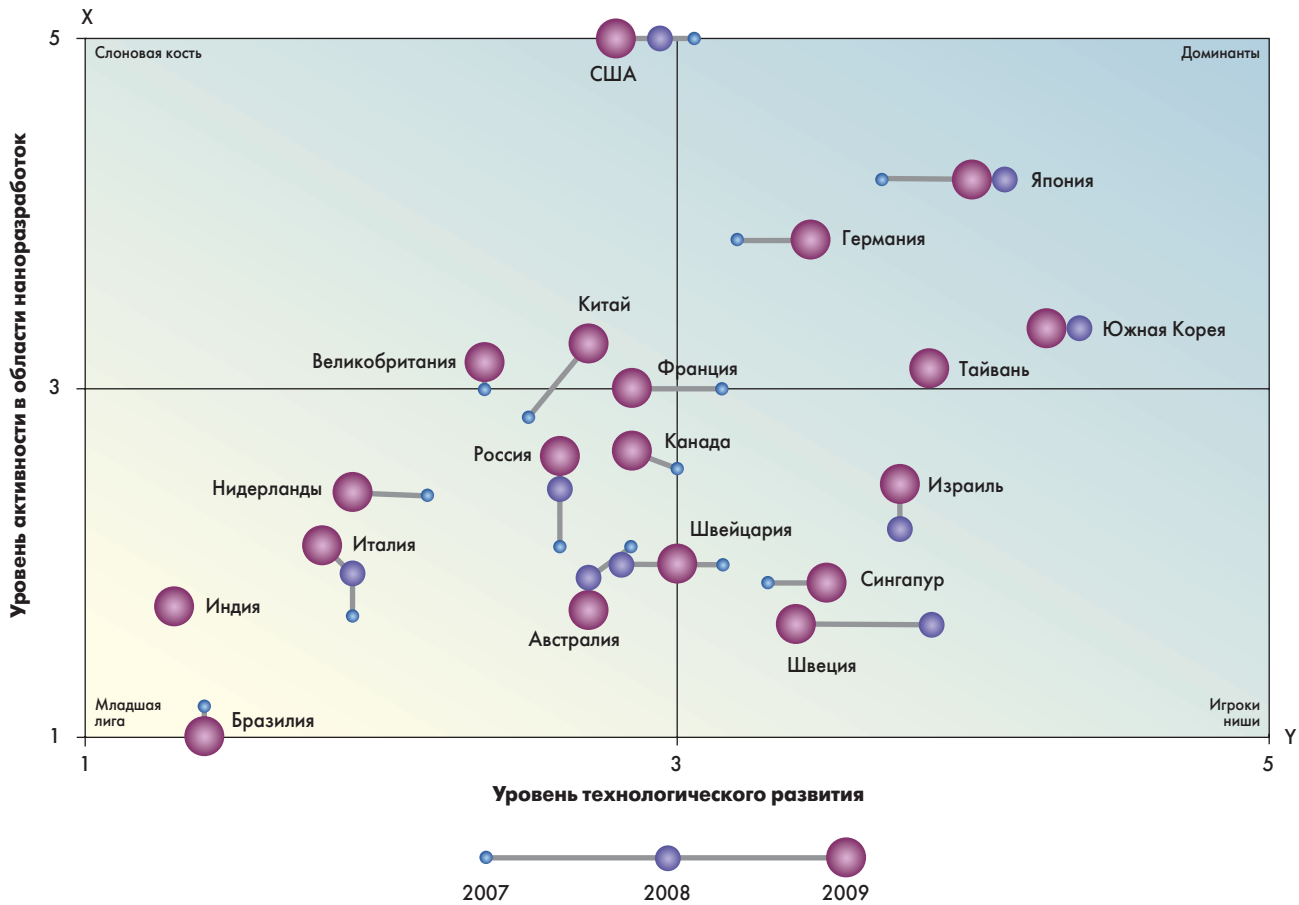 X
5
Слоновая кость
Доминанты
США
Япония
Германия
Китай
Южная Корея
Великобритания
Франция
Тайвань
3
Канада
Россия
Израиль
Нидерланды
Швейцария
Италия
Сингапур
Индия
Австралия
Швеция
Младшая
лига
Бразилия
Игроки
ниши
1
Y
1
3
5
Уровень активности в области наноразработок
Уровень технологического развития
2007
2008
2009